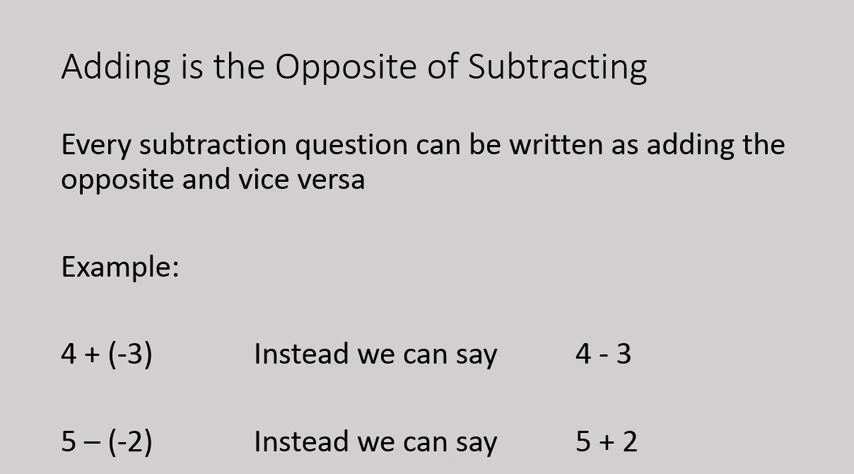 Adding is the Opposite of Subtracting
Every subtraction question can be written as adding the
opposite and vice versa
Example:
4 + (-3) Instead we can say 4 - 3
5 – (-2) Instead we can say 5 + 2